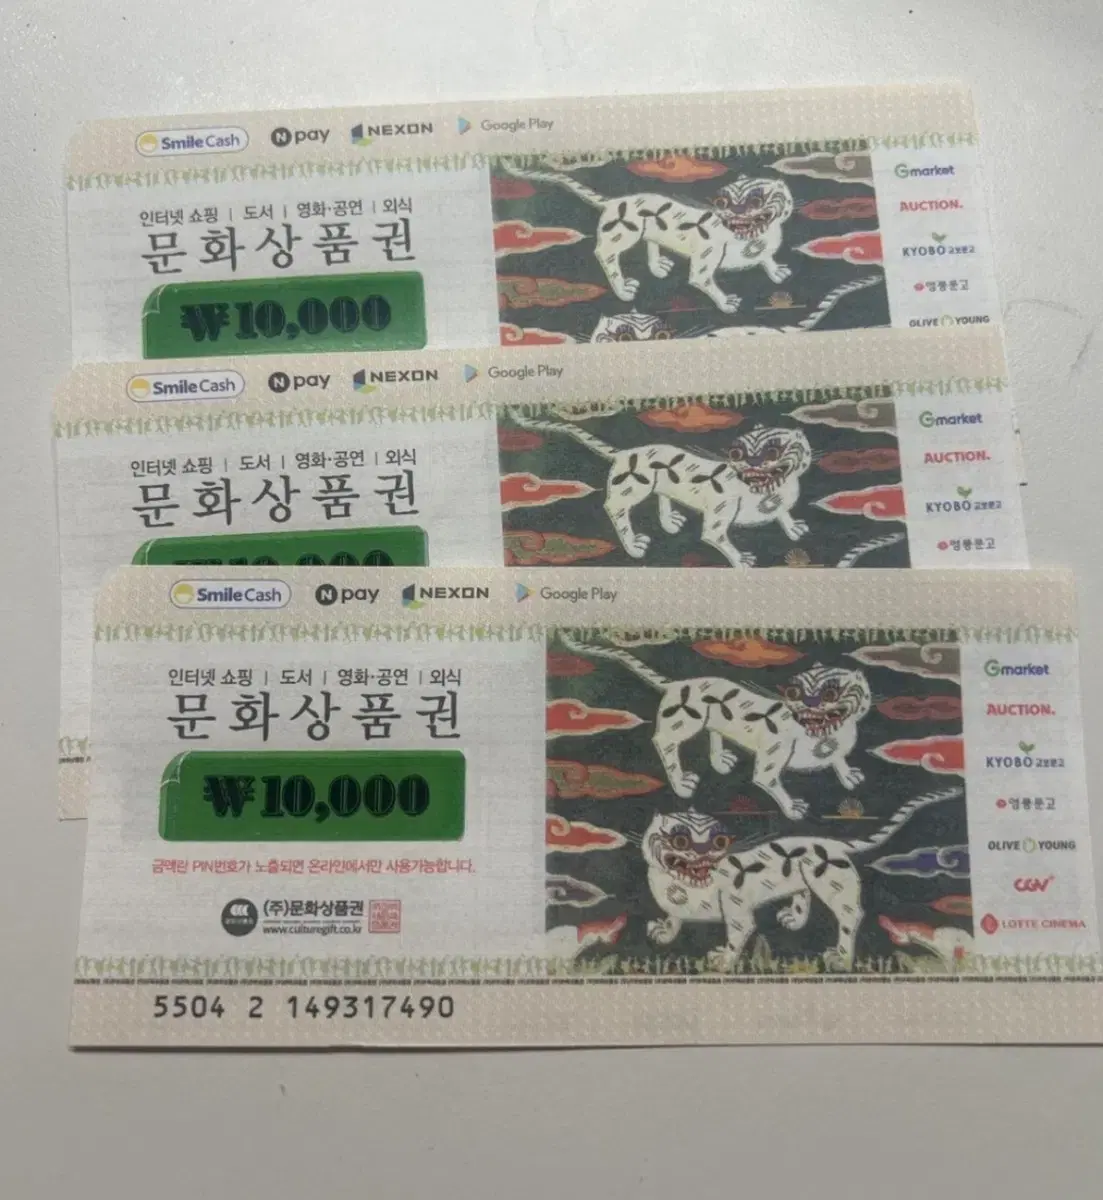 Smile Cash N pay NEXON Google Play
인터넷 쇼핑 | 도서 | 영화·공연 | 외식
문화상품권
₩10,000
Gmarket
AUCTION.
KYOBO 교보문고
영풍문고
OLIVE YOUNG
Smile Cash N pay NEXON Google Play
인터넷 쇼핑 | 도서 | 영화·공연 | 외식
문화상품권
₩10,000
Gmarket
AUCTION.
KYOBO 교보문고
영풍문고
Smile Cash N pay NEXON Google Play
인터넷 쇼핑 | 도서 | 영화·공연 | 외식
문화상품권
₩10,000
금액란 PIN번호가 노출되면 온라인에서만 사용가능합니다.
(주)문화상품권
www.culturegift.co.kr
Gmarket
AUCTION.
KYOBO 교보문고
영풍문고
OLIVE YOUNG
CGV
LOTTE CINEMA
5504 2 149317490